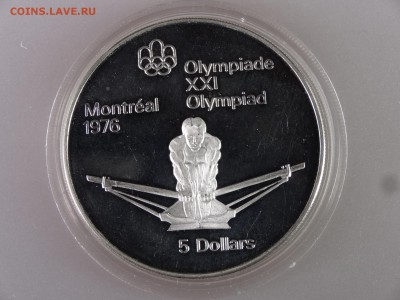 COINS.LAVE.RU
Olympiade
XXI
Olympiad
Montréal
1976
5 Dollars